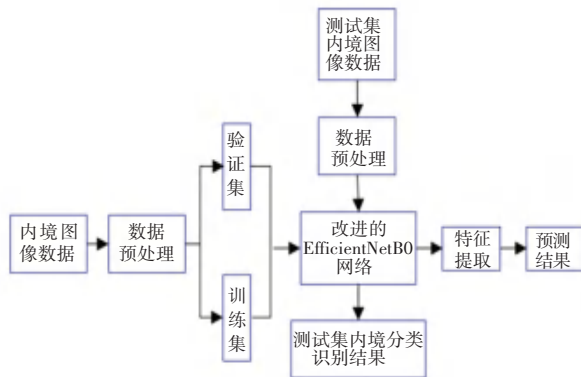 测试集
内境图
像数据
数据
预处理
验
证
集
内境图
像数据
数据
预处理
改进的
EfficientNetB0
网络
特征
提取
预测
结果
训
练
集
测试集内境分类
识别结果